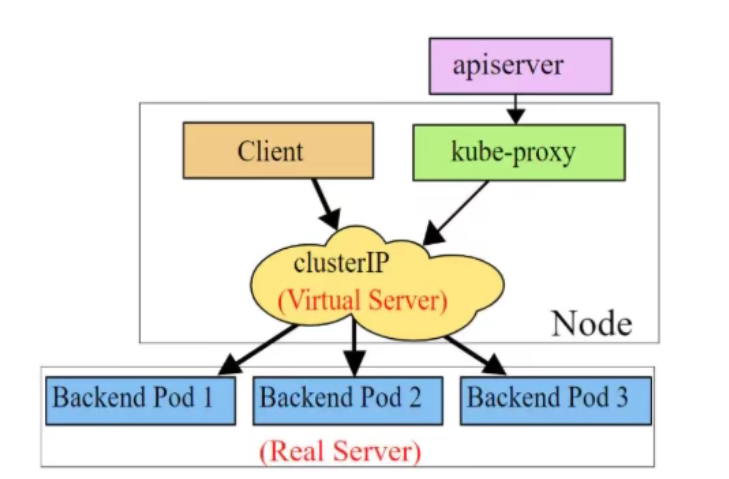 apiserver
Client
kube-proxy
clusterIP
(Virtual Server)
Node
Backend Pod 1
Backend Pod 2
Backend Pod 3
(Real Server)